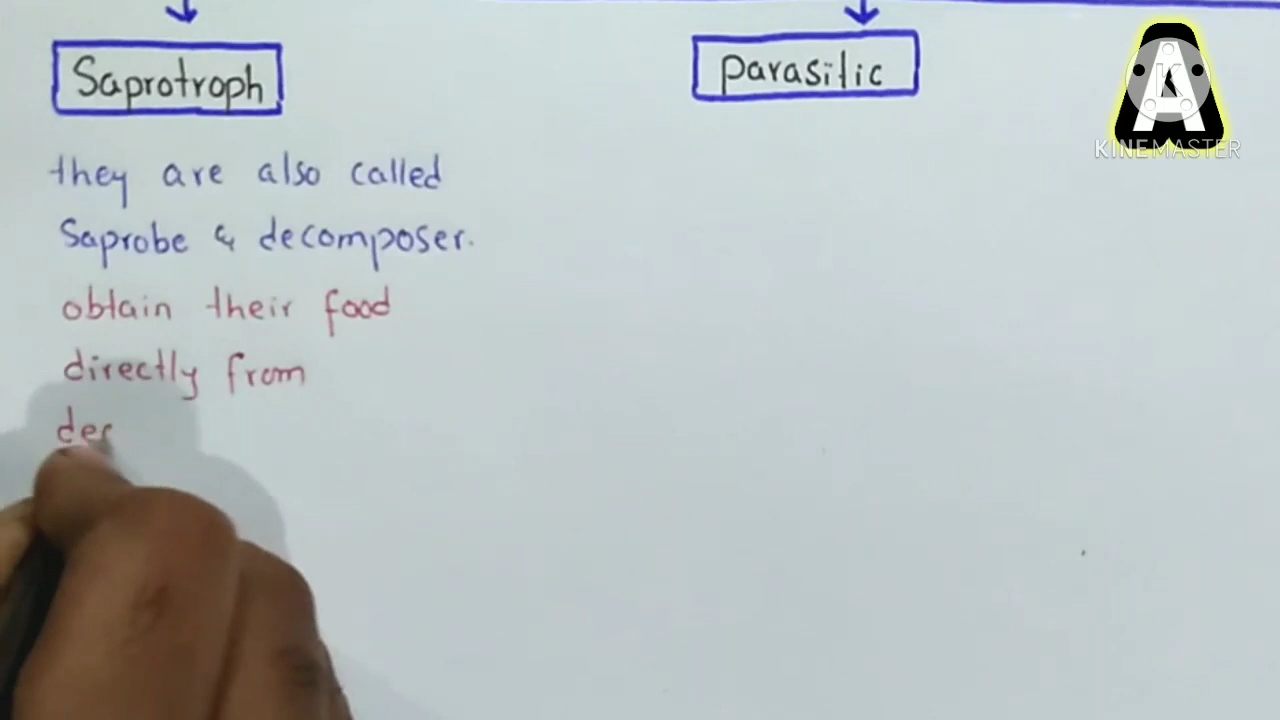 Saprotroph
parasitic
they are also called
Saprobe & decomposer.
obtain their food
directly from
KINEMASTER